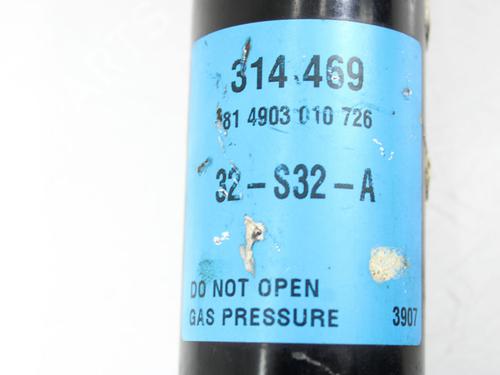 314 469
81 4903 010 726
32-S32-A
DO NOT OPEN
GAS PRESSURE 3907